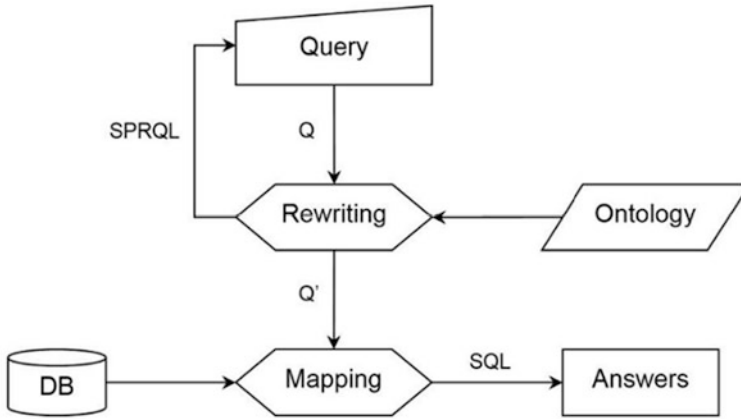 Query
SPRQL
Q
Rewriting
Ontology
Q'
SQL
DB
Mapping
Answers